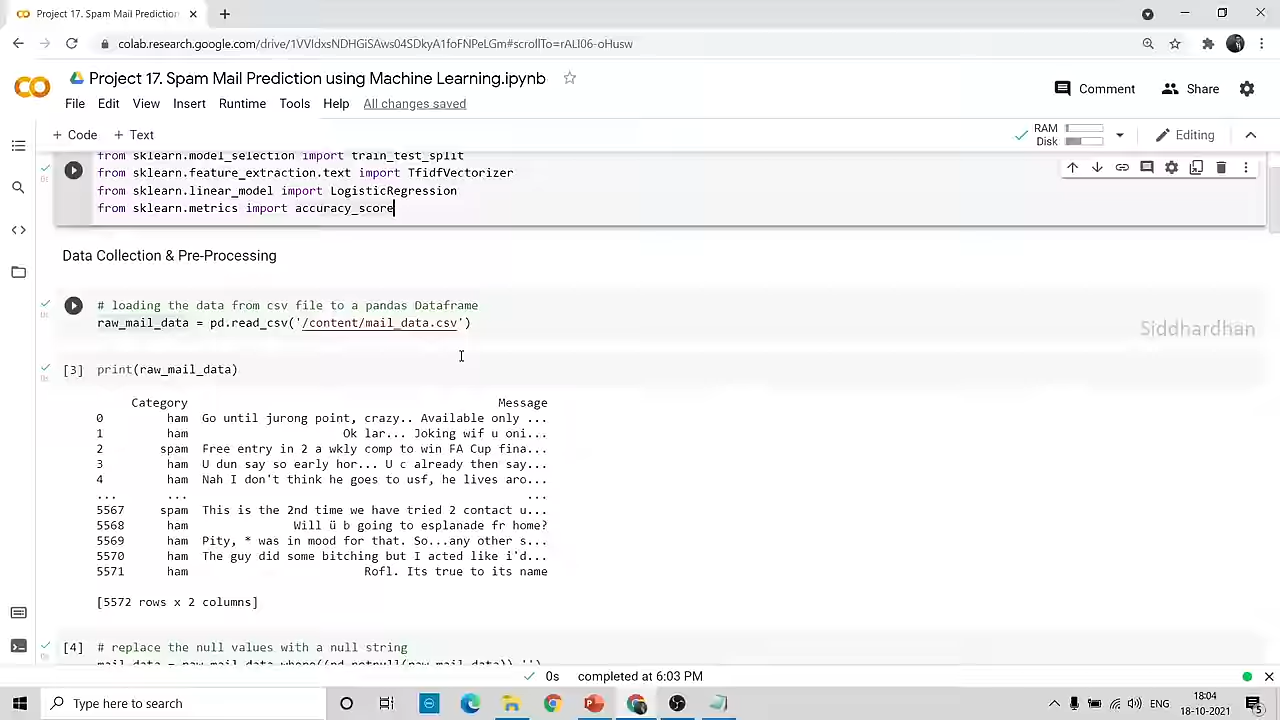 Project 17. Spam Mail Prediction
colab.research.google.com/drive/1VVIdxsNDHGiSAws04SDkyA1foFNPeLGm#scrollTo=rALI06-oHusw
Project 17. Spam Mail Prediction using Machine Learning.ipynb
File Edit View Insert Runtime Tools Help All changes saved
Comment Share
+ Code + Text
RAM
Disk
Editing
from sklearn.model_selection import train_test_split
from sklearn.feature_extraction.text import TfidfVectorizer
from sklearn.linear_model import LogisticRegression
from sklearn.metrics import accuracy_score
0s
Data Collection & Pre-Processing
# loading the data from csv file to a pandas Dataframe
raw_mail_data = pd.read_csv('/content/mail_data.csv')
0s
Siddhardhan
[3] print(raw_mail_data)
0s
Category Message
0 ham Go until jurong point, crazy.. Available only ...
1 ham Ok lar... Joking wif u oni...
2 spam Free entry in 2 a wkly comp to win FA Cup fina...
3 ham U dun say so early hor... U c already then say...
4 ham Nah I don't think he goes to usf, he lives aro...
... ... ...
5567 spam This is the 2nd time we have tried 2 contact u...
5568 ham Will ü b going to esplanade fr home?
5569 ham Pity, * was in mood for that. So...any other s...
5570 ham The guy did some bitching but I acted like i'd...
5571 ham Rofl. Its true to its name
[5572 rows x 2 columns]
[4] # replace the null values with a null string
0s
mail_data = raw_mail_data.where((pd.notnull(raw_mail_data)),'')
0s completed at 6:03 PM
Type here to search
ENG
18:04
18-10-2021
5